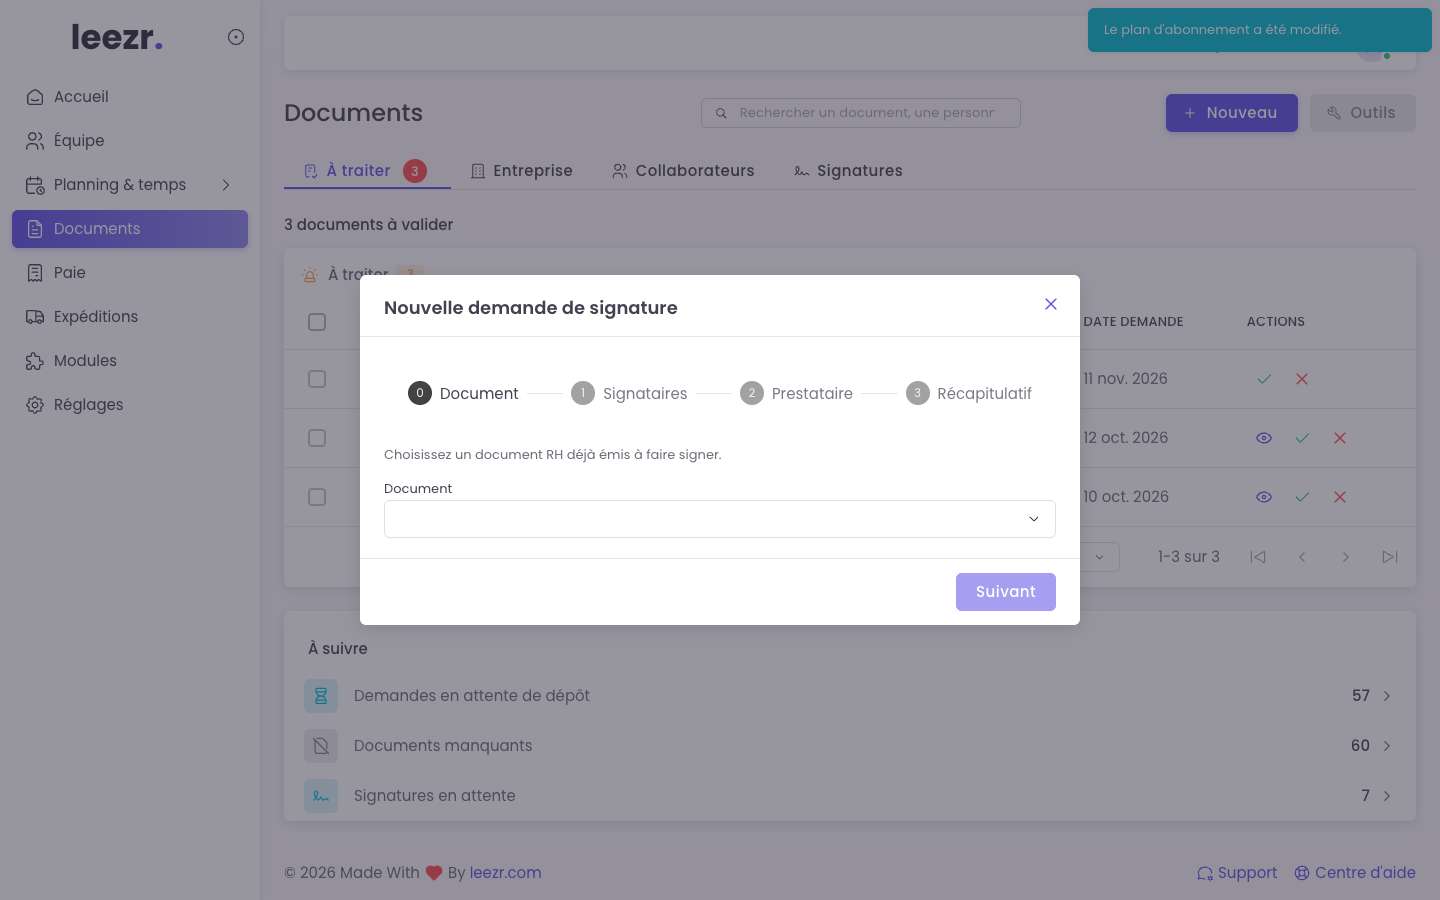 leezr.
Le plan d'abonnement a été modifié.
Accueil
Équipe
Planning & temps
Documents
Paie
Expéditions
Modules
Réglages
Documents
Rechercher un document, une personn
Nouveau
Outils
À traiter 3
Entreprise
Collaborateurs
Signatures
3 documents à valider
À traiter 3
DATE DEMANDE
ACTIONS
11 nov. 2026
12 oct. 2026
10 oct. 2026
1-3 sur 3
Nouvelle demande de signature
0 Document
1 Signataires
2 Prestataire
3 Récapitulatif
Choisissez un document RH déjà émis à faire signer.
Document
Suivant
À suivre
Demandes en attente de dépôt 57
Documents manquants 60
Signatures en attente 7
© 2026 Made With By leezr.com
Support
Centre d'aide